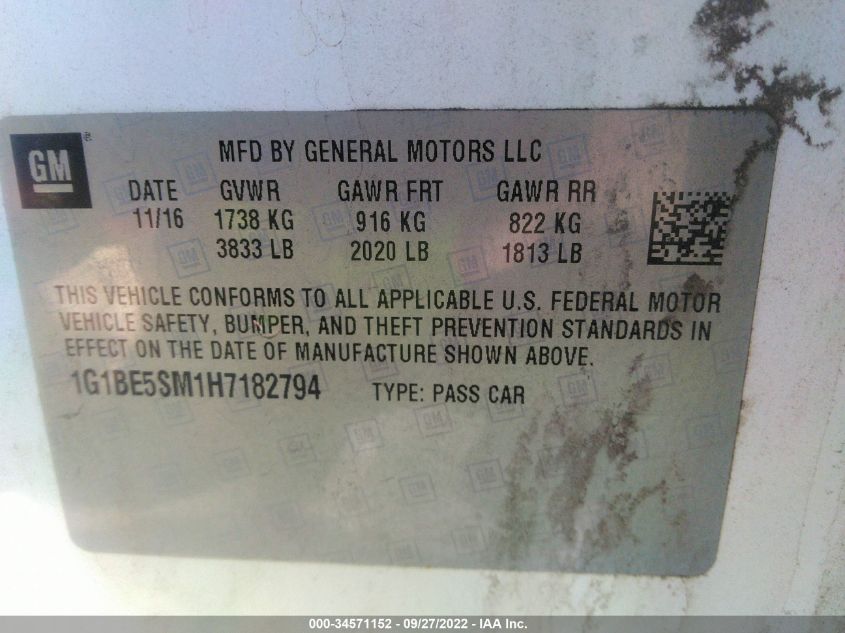 GM ®
MFD BY GENERAL MOTORS LLC
DATE GVWR GAWR FRT GAWR RR
11/16 1738 KG 916 KG 822 KG
3833 LB 2020 LB 1813 LB
THIS VEHICLE CONFORMS TO ALL APPLICABLE U.S. FEDERAL MOTOR
VEHICLE SAFETY, BUMPER, AND THEFT PREVENTION STANDARDS IN
EFFECT ON THE DATE OF MANUFACTURE SHOWN ABOVE.
1G1BE5SM1H7182794 TYPE: PASS CAR
000-34571152 - 09/27/2022 - IAA Inc.